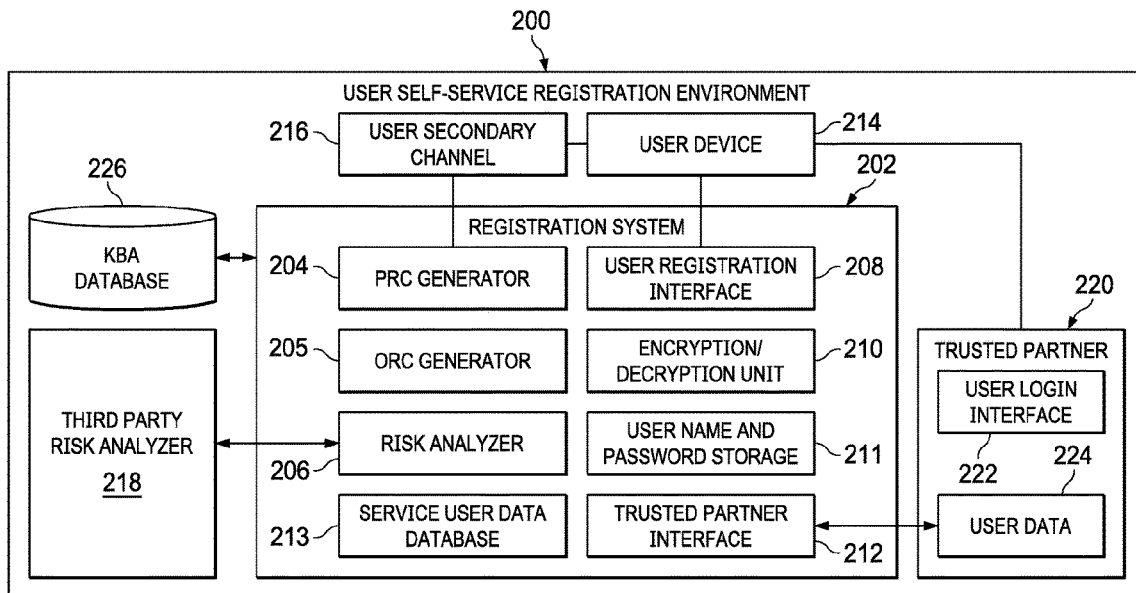 200
USER SELF-SERVICE REGISTRATION ENVIRONMENT
216
USER SECONDARY
CHANNEL
USER DEVICE
214
226
KBA
DATABASE
202
REGISTRATION SYSTEM
204
PRC GENERATOR
USER REGISTRATION
INTERFACE
208
205
ORC GENERATOR
ENCRYPTION/
DECRYPTION UNIT
210
THIRD PARTY
RISK ANALYZER
218
206
RISK ANALYZER
USER NAME AND
PASSWORD STORAGE
211
213
SERVICE USER DATA
DATABASE
TRUSTED PARTNER
INTERFACE
212
220
TRUSTED PARTNER
USER LOGIN
INTERFACE
222
224
USER DATA